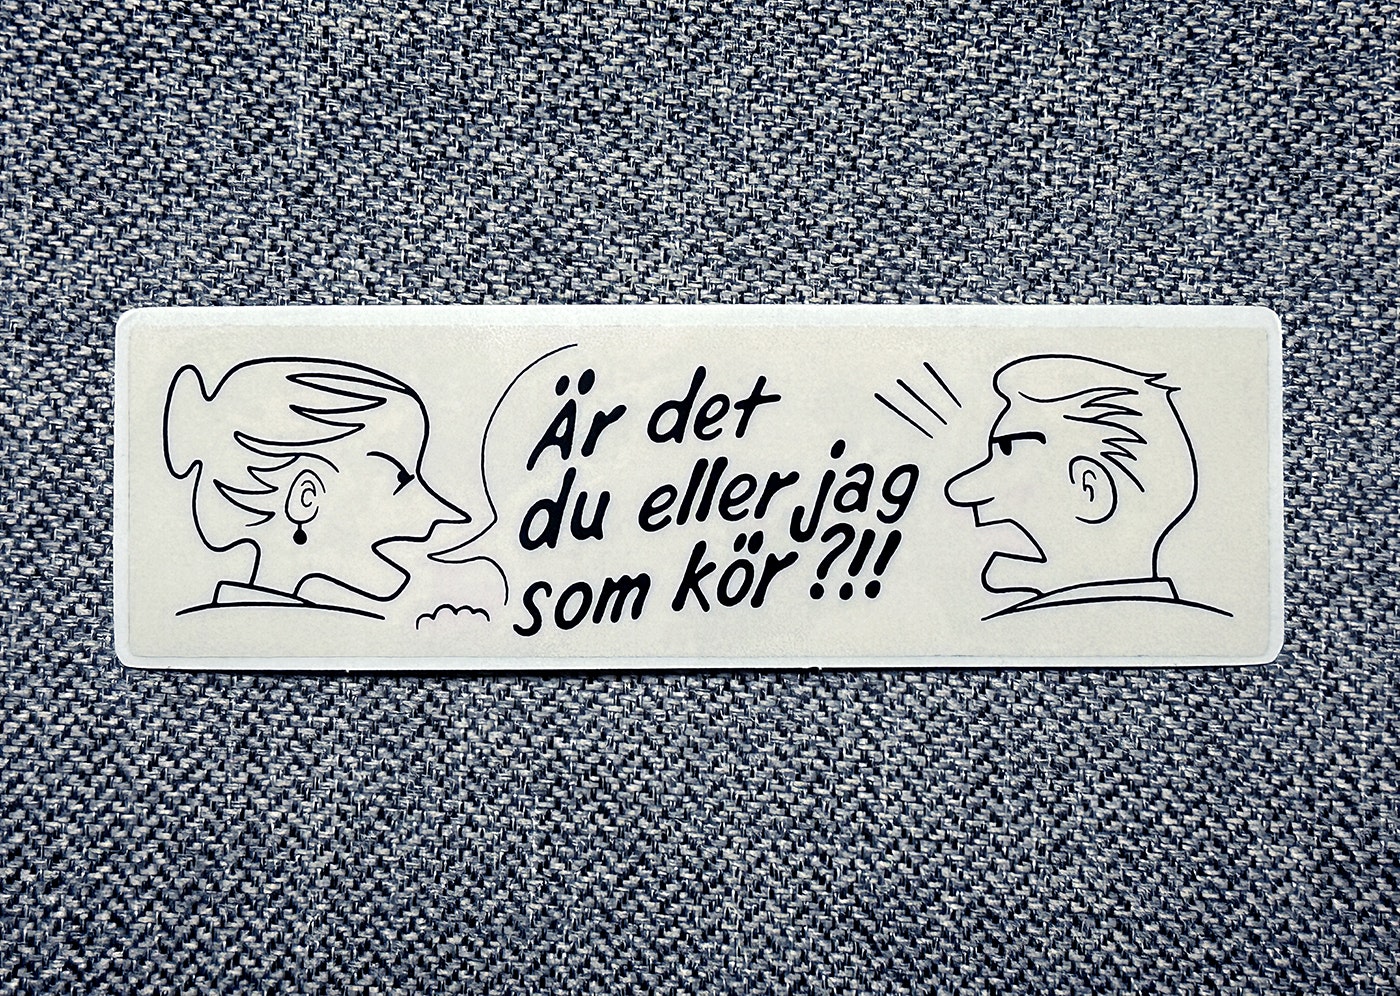 Är det
du eller jag
som kör ?!!